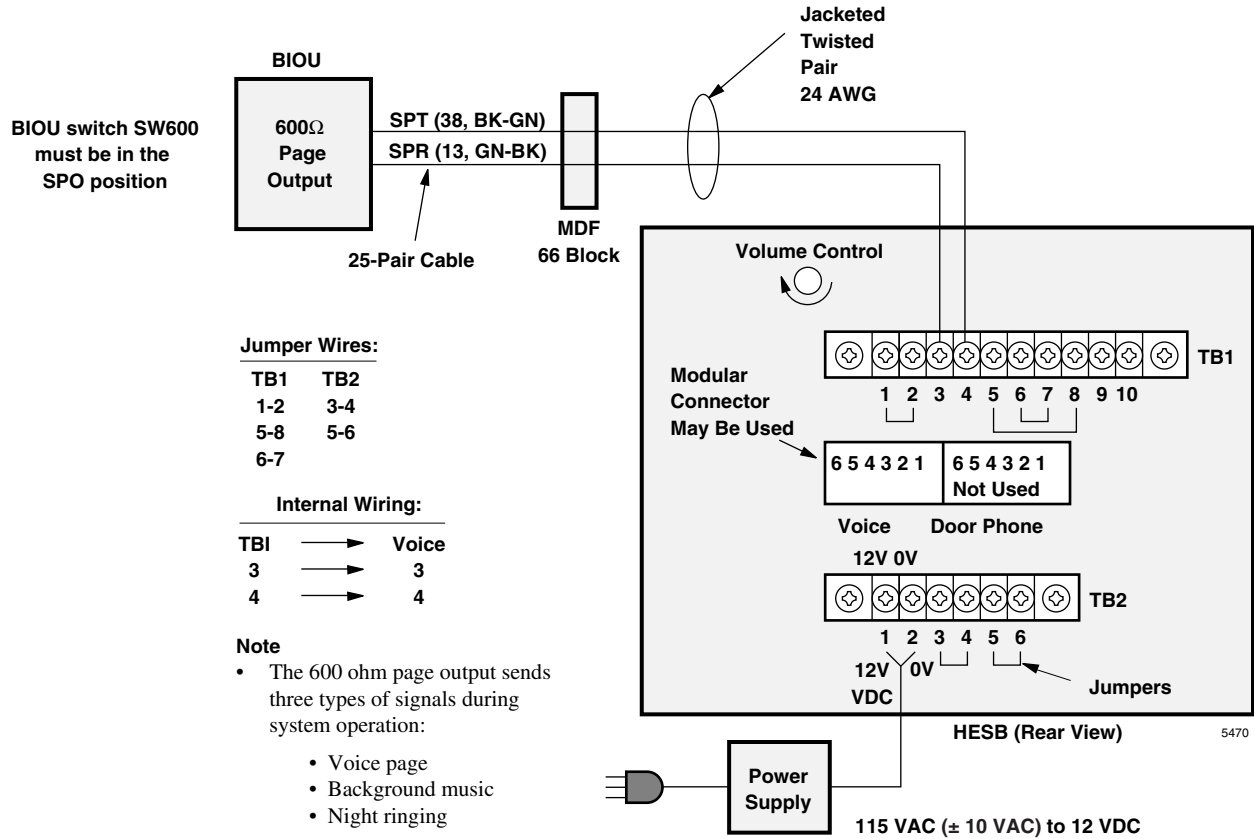 Jacketed
Twisted
Pair
24 AWG
BIOU
BIOU switch SW600
must be in the
SPO position
600Ω
Page
Output
SPT (38, BK-GN)
SPR (13, GN-BK)
25-Pair Cable
MDF
66 Block
Volume Control
TB1
1 2 3 4 5 6 7 8 9 10
Modular
Connector
May Be Used
6 5 4 3 2 1
6 5 4 3 2 1
Not Used
Voice
Door Phone
12V 0V
TB2
1 2 3 4 5 6
12V 0V
VDC
Jumpers
HESB (Rear View)
5470
Jumper Wires:
TB1 TB2
1-2 3-4
5-8 5-6
6-7
Internal Wiring:
TBI Voice
3 3
4 4
Note
• The 600 ohm page output sends
three types of signals during
system operation:
• Voice page
• Background music
• Night ringing
Power
Supply
115 VAC (± 10 VAC) to 12 VDC